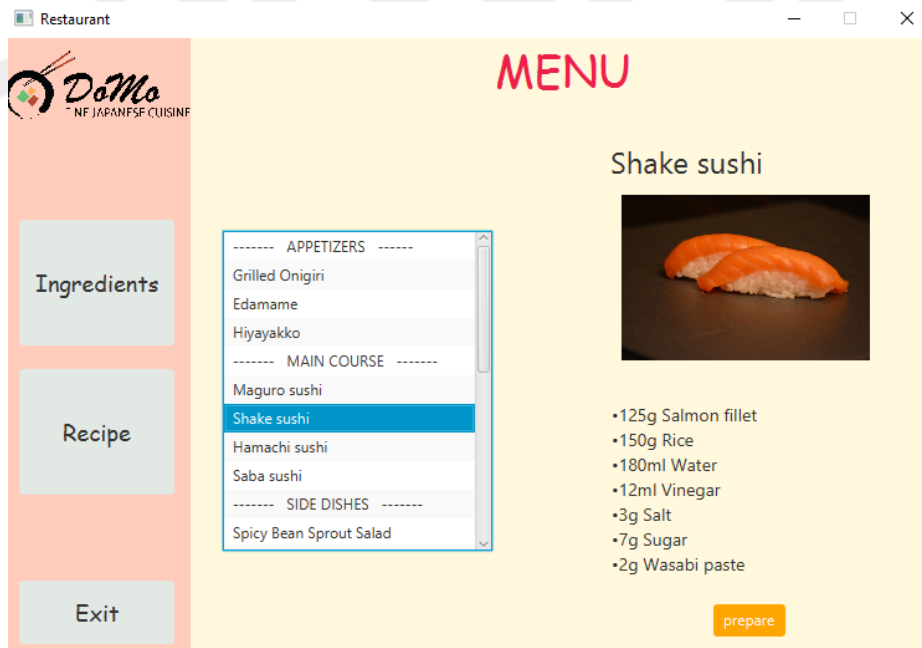 Restaurant
DoMo
NE JAPANESE CUISINE
MENU
Ingredients
Recipe
Exit
------- APPETIZERS ------
Grilled Onigiri
Edamame
Hiyayakko
------- MAIN COURSE -------
Maguro sushi
Shake sushi
Hamachi sushi
Saba sushi
------- SIDE DISHES -------
Spicy Bean Sprout Salad
Shake sushi
•125g Salmon fillet
•150g Rice
•180ml Water
•12ml Vinegar
•3g Salt
•7g Sugar
•2g Wasabi paste
prepare